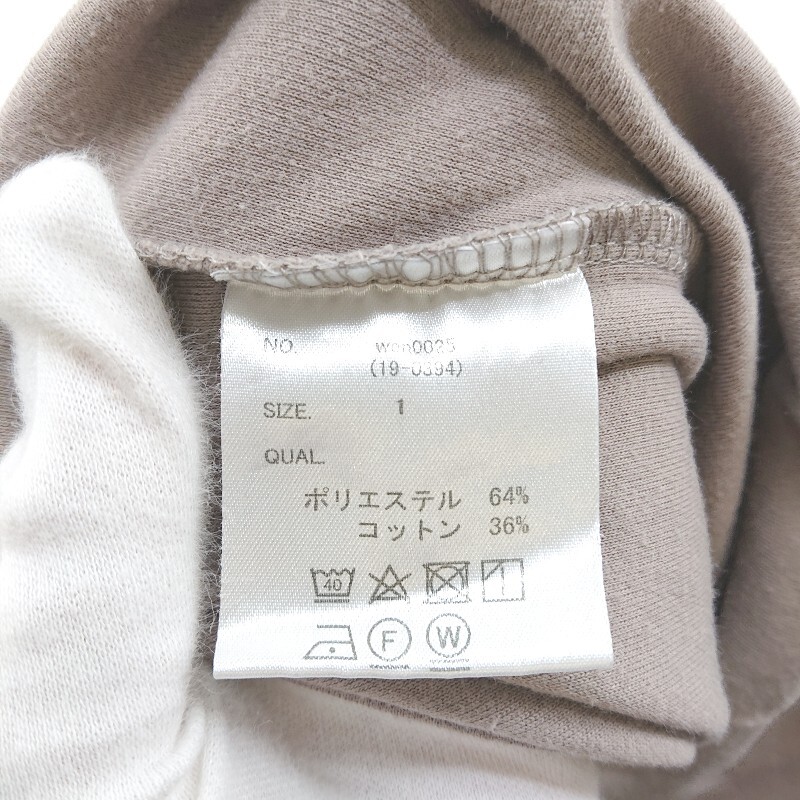 NO. wen0025
(19-0394)
SIZE. 1
QUAL.
ポリエステル 64%
コットン 36%
40
F W